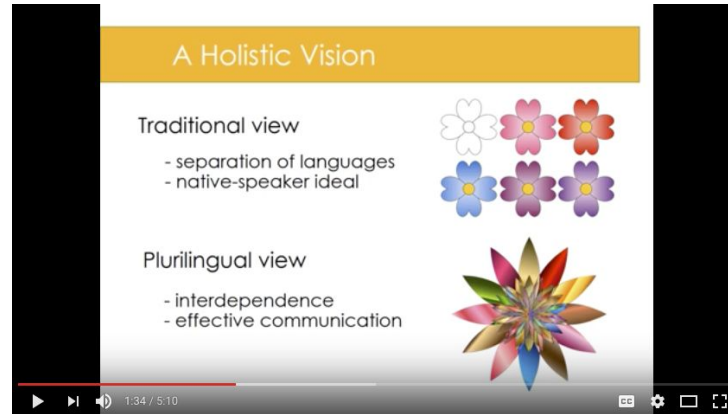 A Holistic Vision
Traditional view
- separation of languages
- native-speaker ideal
Plurilingual view
- interdependence
- effective communication
1:34 / 5:10
CC